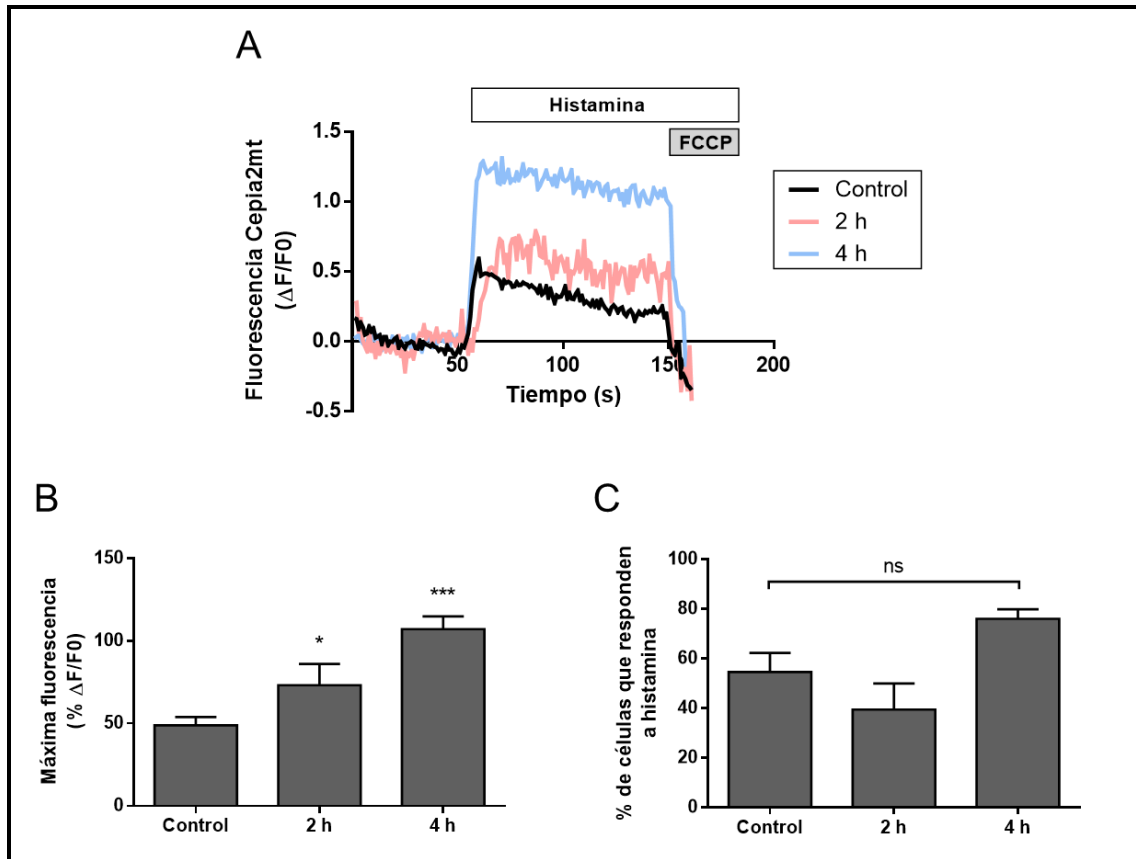 A
Histamina
FCCP
Fluorescencia Cepia2mt
(ΔF/F0)
1.5
1.0
0.5
0.0
-0.5
50
100
150
200
Tiempo (s)
Control
2 h
4 h
B
Máxima fluorescencia
(% ΔF/F0)
150
100
50
0
*
***
Control
2 h
4 h
C
% de células que responden
a histamina
100
80
60
40
20
0
ns
Control
2 h
4 h